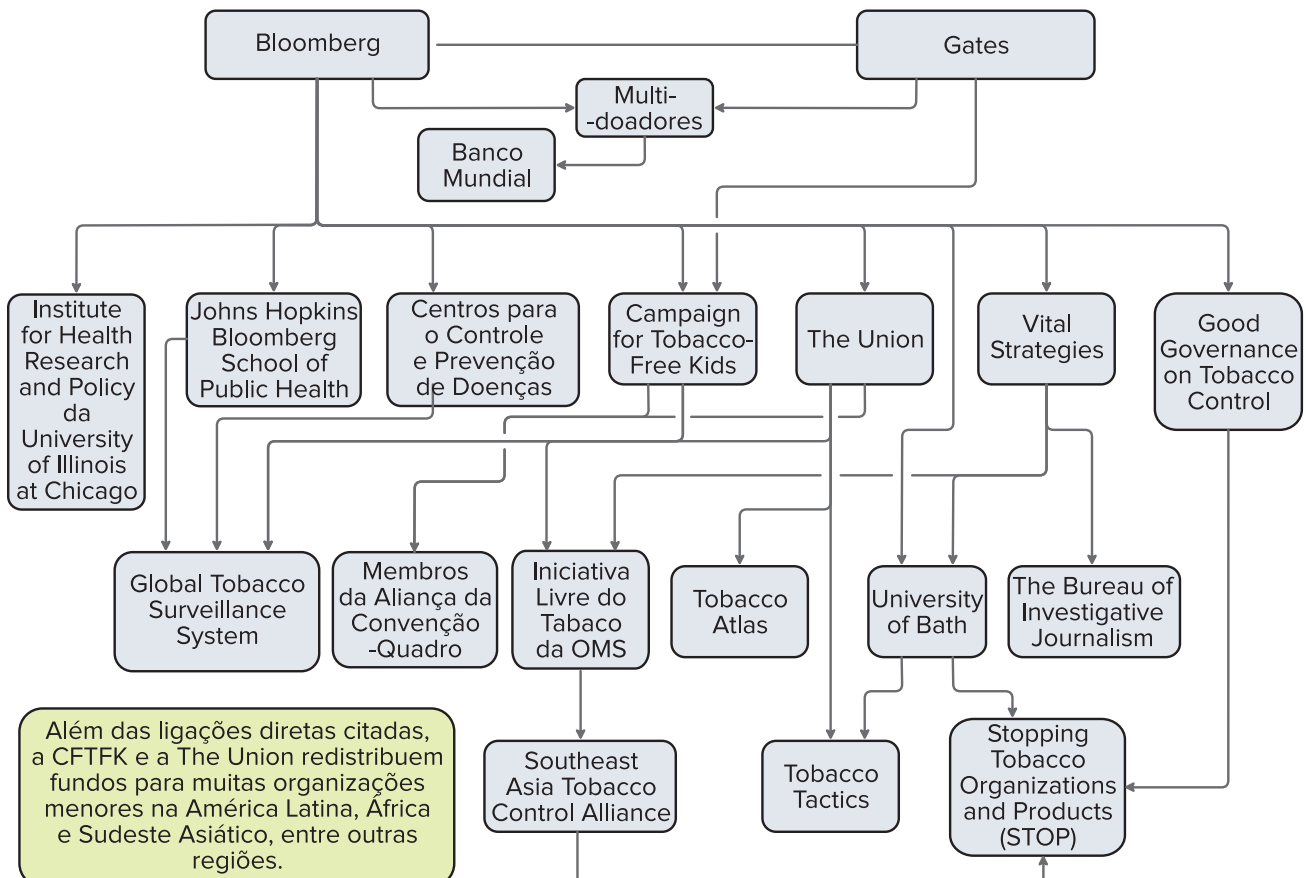 Bloomberg
Gates
Multi-
-doadores
Banco
Mundial
Institute
for Health
Research
and Policy
da
University
of Illinois
at Chicago
Johns Hopkins
Bloomberg
School of
Public Health
Centros para
o Controle
e Prevenção
de Doenças
Campaign
for Tobacco-
Free Kids
The Union
Vital
Strategies
Good
Governance
on Tobacco
Control
Global Tobacco
Surveillance
System
Membros
da Aliança da
Convenção
-Quadro
Iniciativa
Livre do
Tabaco
da OMS
Tobacco
Atlas
University
of Bath
The Bureau of
Investigative
Journalism
Além das ligações diretas citadas,
a CFTFK e a The Union redistribuem
fundos para muitas organizações
menores na América Latina, África
e Sudeste Asiático, entre outras
regiões.
Southeast
Asia Tobacco
Control Alliance
Tobacco
Tactics
Stopping
Tobacco
Organizations
and Products
(STOP)